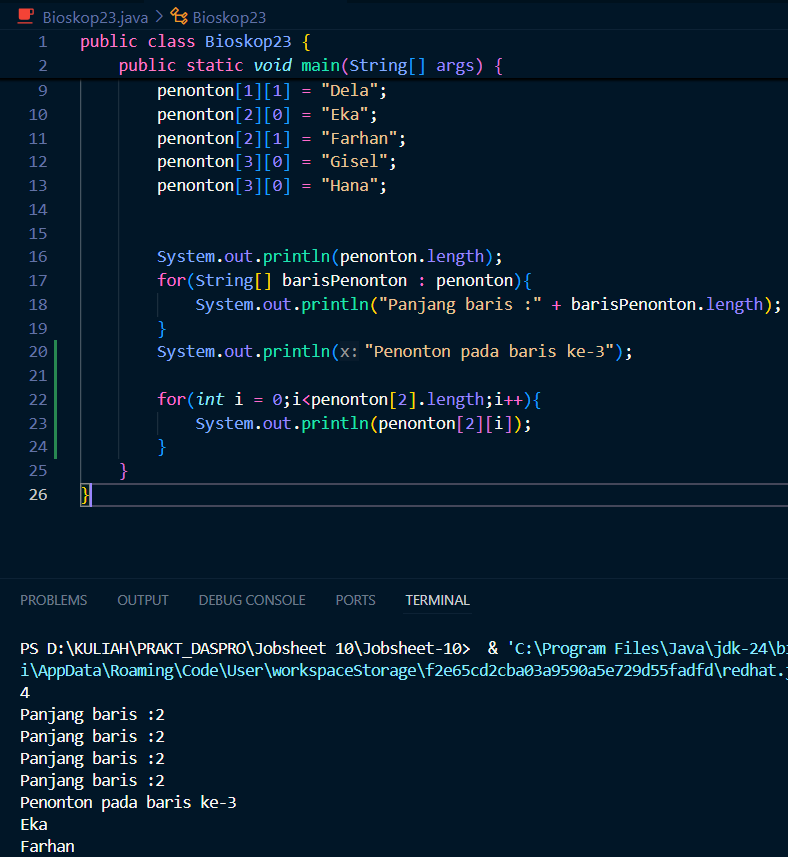 Bioskop23.java > Bioskop23
1 public class Bioskop23 {
2 public static void main(String[] args) {
9 penonton[1][1] = "Dela";
10 penonton[2][0] = "Eka";
11 penonton[2][1] = "Farhan";
12 penonton[3][0] = "Gisel";
13 penonton[3][0] = "Hana";
14
15
16 System.out.println(penonton.length);
17 for(String[] barisPenonton : penonton){
18 System.out.println("Panjang baris :" + barisPenonton.length);
19 }
20 System.out.println(x: "Penonton pada baris ke-3");
21
22 for(int i = 0;i<penonton[2].length;i++){
23 System.out.println(penonton[2][i]);
24 }
25 }
26 }
PROBLEMS OUTPUT DEBUG CONSOLE PORTS TERMINAL
PS D:\KULIAH\PRAKT_DASPRO\Jobsheet 10\Jobsheet-10> & 'C:\Program Files\Java\jdk-24\bi
i\AppData\Roaming\Code\User\workspaceStorage\f2e65cd2cba03a9590a5e729d55fadfd\redhat.j
4
Panjang baris :2
Panjang baris :2
Panjang baris :2
Panjang baris :2
Penonton pada baris ke-3
Eka
Farhan